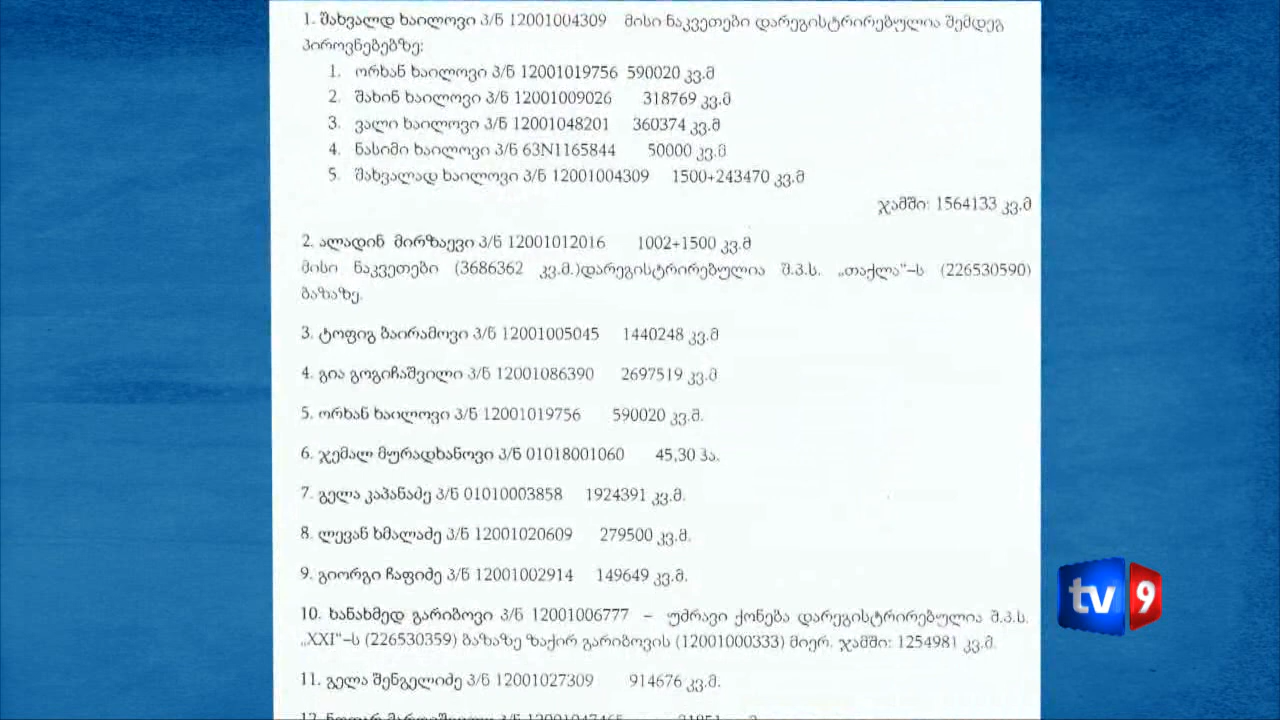 1. შახვალდ ხაილოვი პ/ნ 12001004309 მისი ნაკვეთები დარეგისტრირებულია შემდეგ
პიროვნებებზე:
1. ორხან ხაილოვი პ/ნ 12001019756 590020 კვ.მ
2. შახინ ხაილოვი პ/ნ 12001009026 318769 კვ.მ
3. ვალი ხაილოვი პ/ნ 12001048201 360374 კვ.მ
4. ნასიმი ხაილოვი პ/ნ 63N1165844 50000 კვ.მ
5. შახვალად ხაილოვი პ/ნ 12001004309 1500+243470 კვ.მ
ჯამში: 1564133 კვ.მ
2. ალადინ მირზაევი პ/ნ 12001012016 1002+1500 კვ.მ
მისი ნაკვეთები (3686362 კვ.მ.)დარეგისტრირებულია შ.პ.ს. „თაქლა“–ს (226530590)
ბაზაზე.
3. ტოფიგ ბაირამოვი პ/ნ 12001005045 1440248 კვ.მ
4. გია გოგიჩაშვილი პ/ნ 12001086390 2697519 კვ.მ
5. ორხან ხაილოვი პ/ნ 12001019756 590020 კვ.მ.
6. ჯემალ მურადხანოვი პ/ნ 01018001060 45,30 ჰა.
7. გელა კაპანაძე პ/ნ 01010003858 1924391 კვ.მ.
8. ლევან ხმალაძე პ/ნ 12001020609 279500 კვ.მ.
9. გიორგი ჩაფიძე პ/ნ 12001002914 149649 კვ.მ.
10. ხანახმედ გარიბოვი პ/ნ 12001006777 – უძრავი ქონება დარეგისტრირებულია შ.პ.ს.
„XXI“–ს (226530359) ბაზაზე ზაქირ გარიბოვის (12001000333) მიერ. ჯამში: 1254981 კვ.მ.
11. გელა შენგელიძე პ/ნ 12001027309 914676 კვ.მ.
tv 9